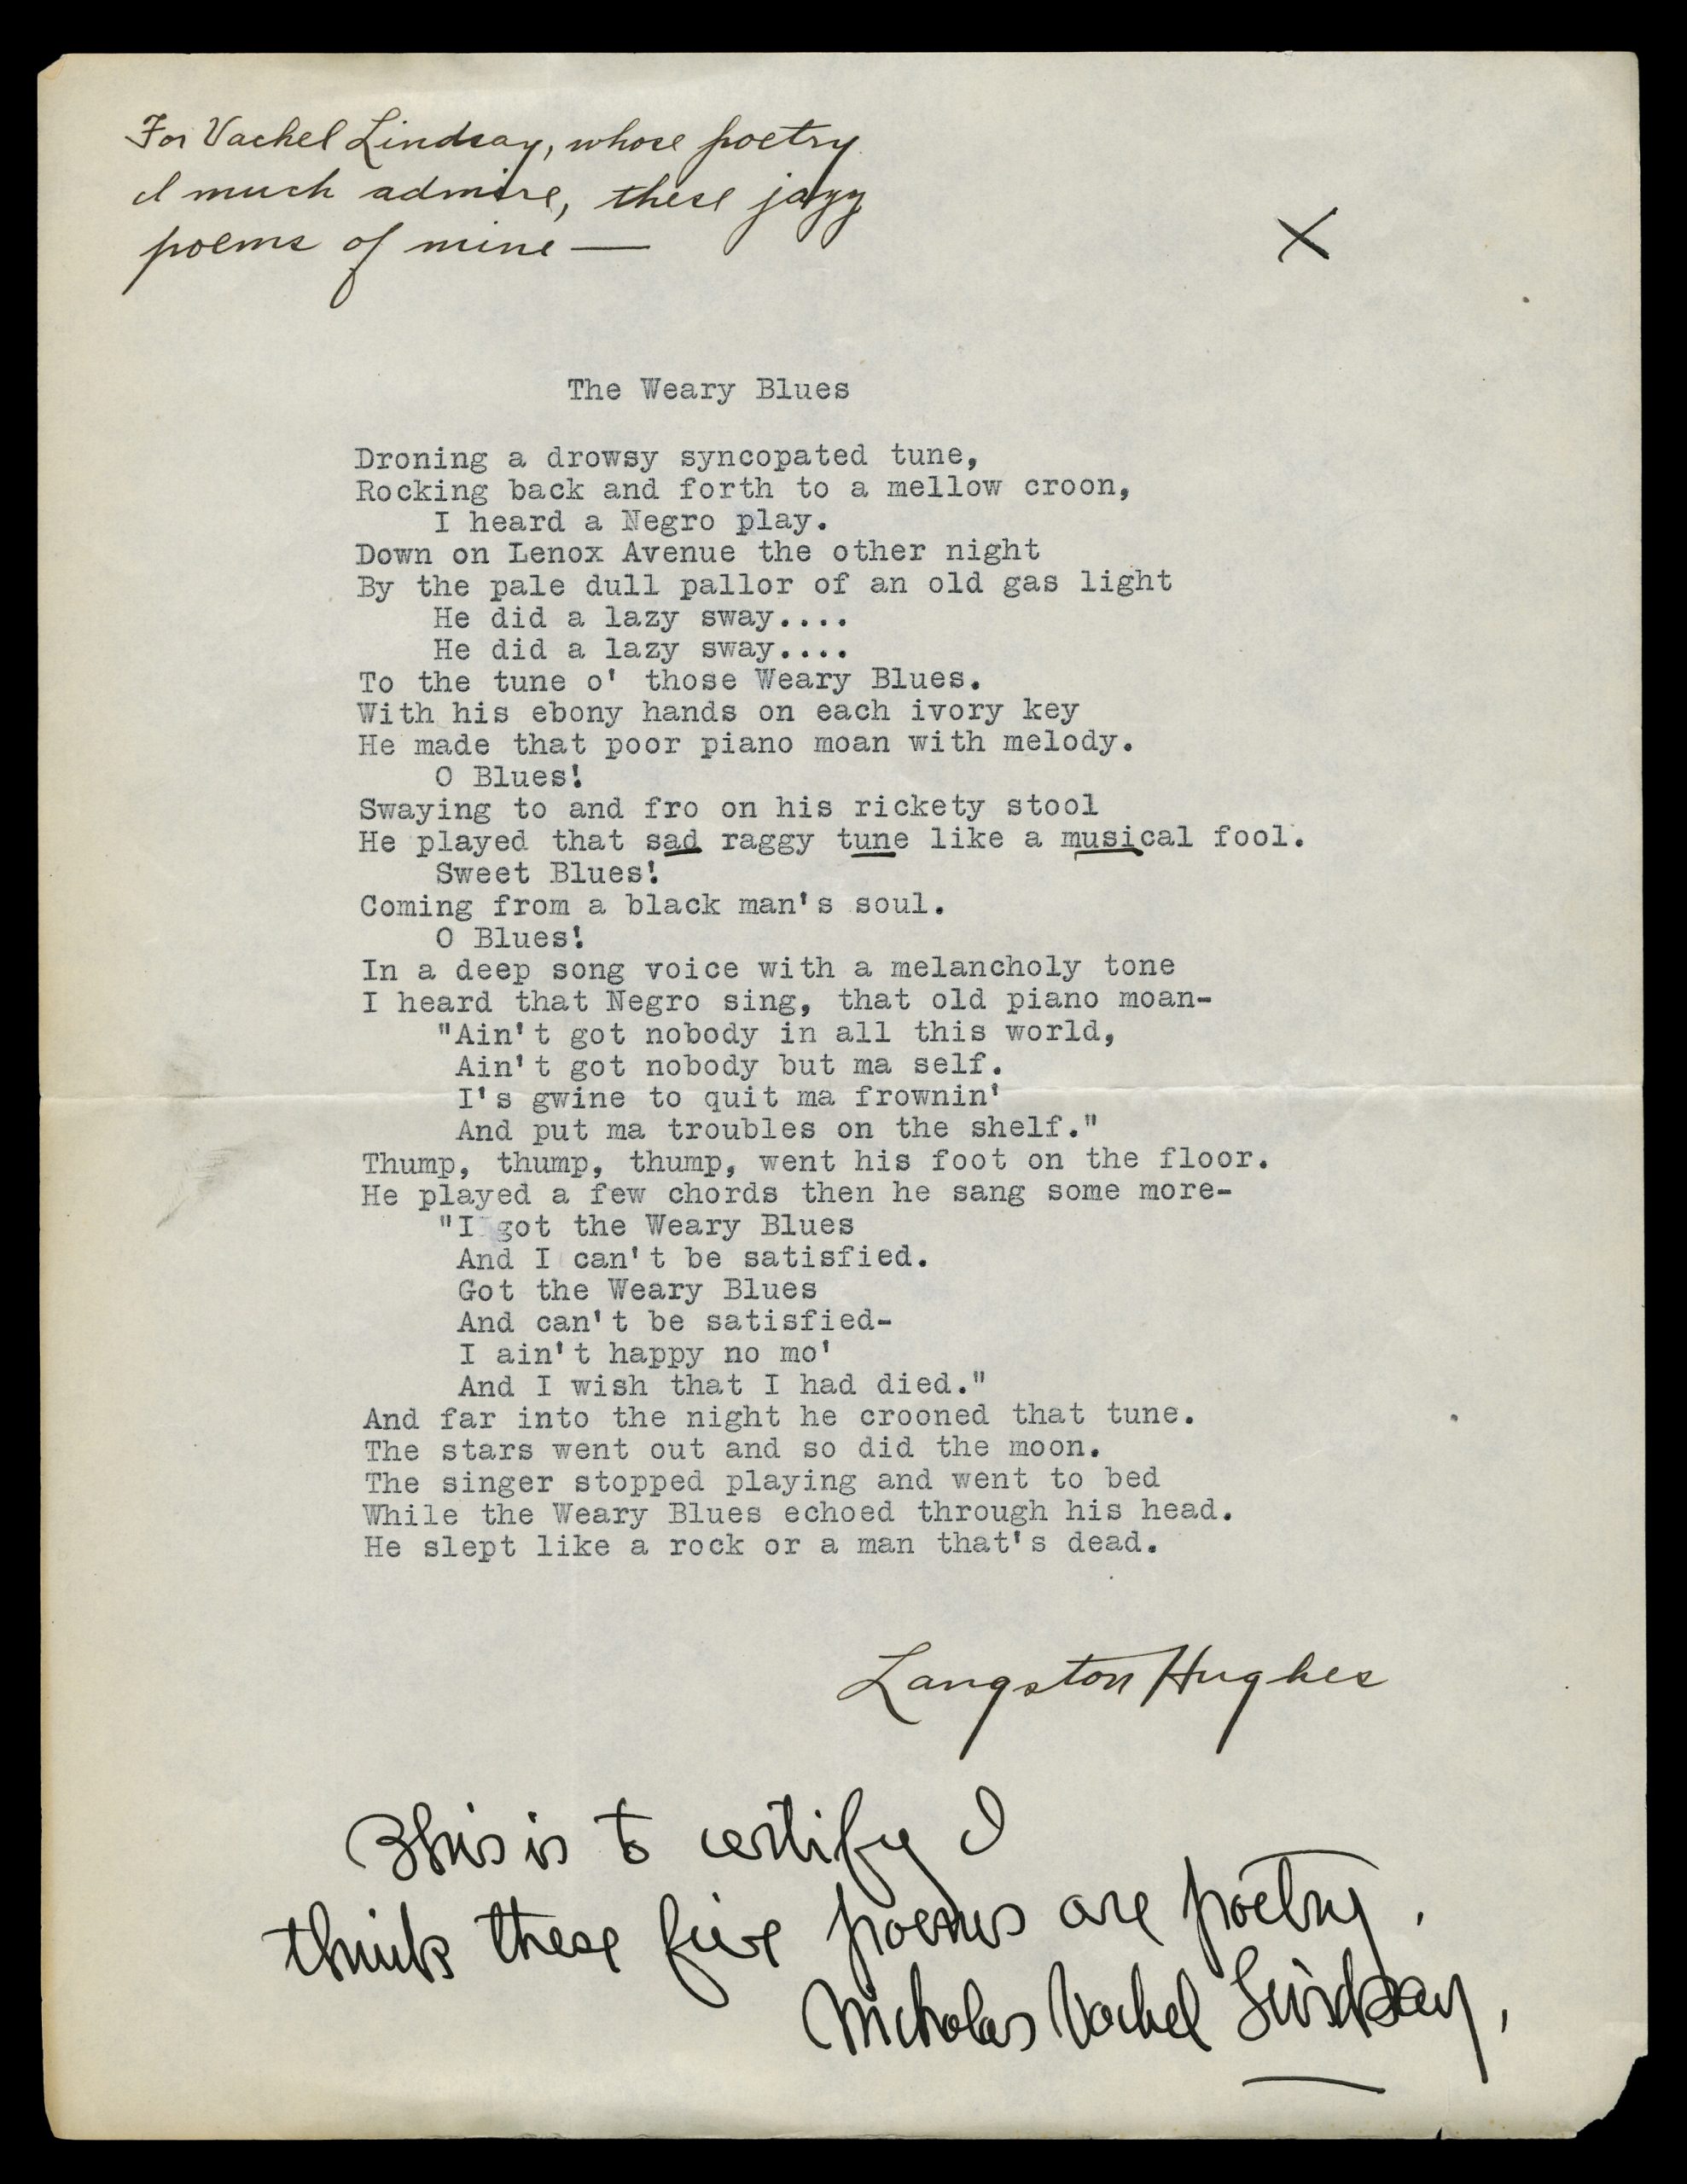 For Vachel Lindsay, whose poetry
I much admire, these jazz
poems of mine —
X
The Weary Blues
Droning a drowsy syncopated tune,
Rocking back and forth to a mellow croon,
I heard a Negro play.
Down on Lenox Avenue the other night
By the pale dull pallor of an old gas light
He did a lazy sway....
He did a lazy sway....
To the tune o' those Weary Blues.
With his ebony hands on each ivory key
He made that poor piano moan with melody.
O Blues!
Swaying to and fro on his rickety stool
He played that sad raggy tune like a musical fool.
Sweet Blues!
Coming from a black man's soul.
O Blues!
In a deep song voice with a melancholy tone
I heard that Negro sing, that old piano moan-
"Ain't got nobody in all this world,
Ain't got nobody but ma self.
I's gwine to quit ma frownin'
And put ma troubles on the shelf."
Thump, thump, thump, went his foot on the floor.
He played a few chords then he sang some more-
"I got the Weary Blues
And I can't be satisfied.
Got the Weary Blues
And can't be satisfied-
I ain't happy no mo'
And I wish that I had died."
And far into the night he crooned that tune.
The stars went out and so did the moon.
The singer stopped playing and went to bed
While the Weary Blues echoed through his head.
He slept like a rock or a man that's dead.
Langston Hughes
This is to certify I
think these five poems are poetry.
Nicholas Vachel Lindsay.